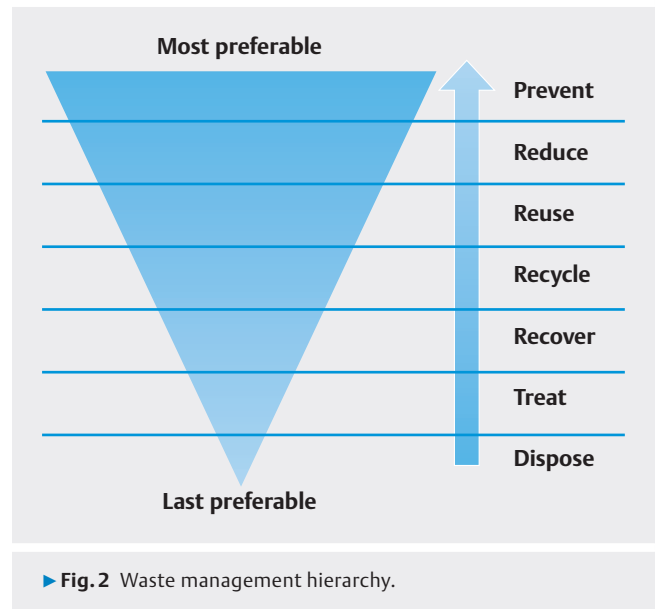 Most preferable
Prevent
Reduce
Reuse
Recycle
Recover
Treat
Dispose
Last preferable
▶ Fig. 2 Waste management hierarchy.